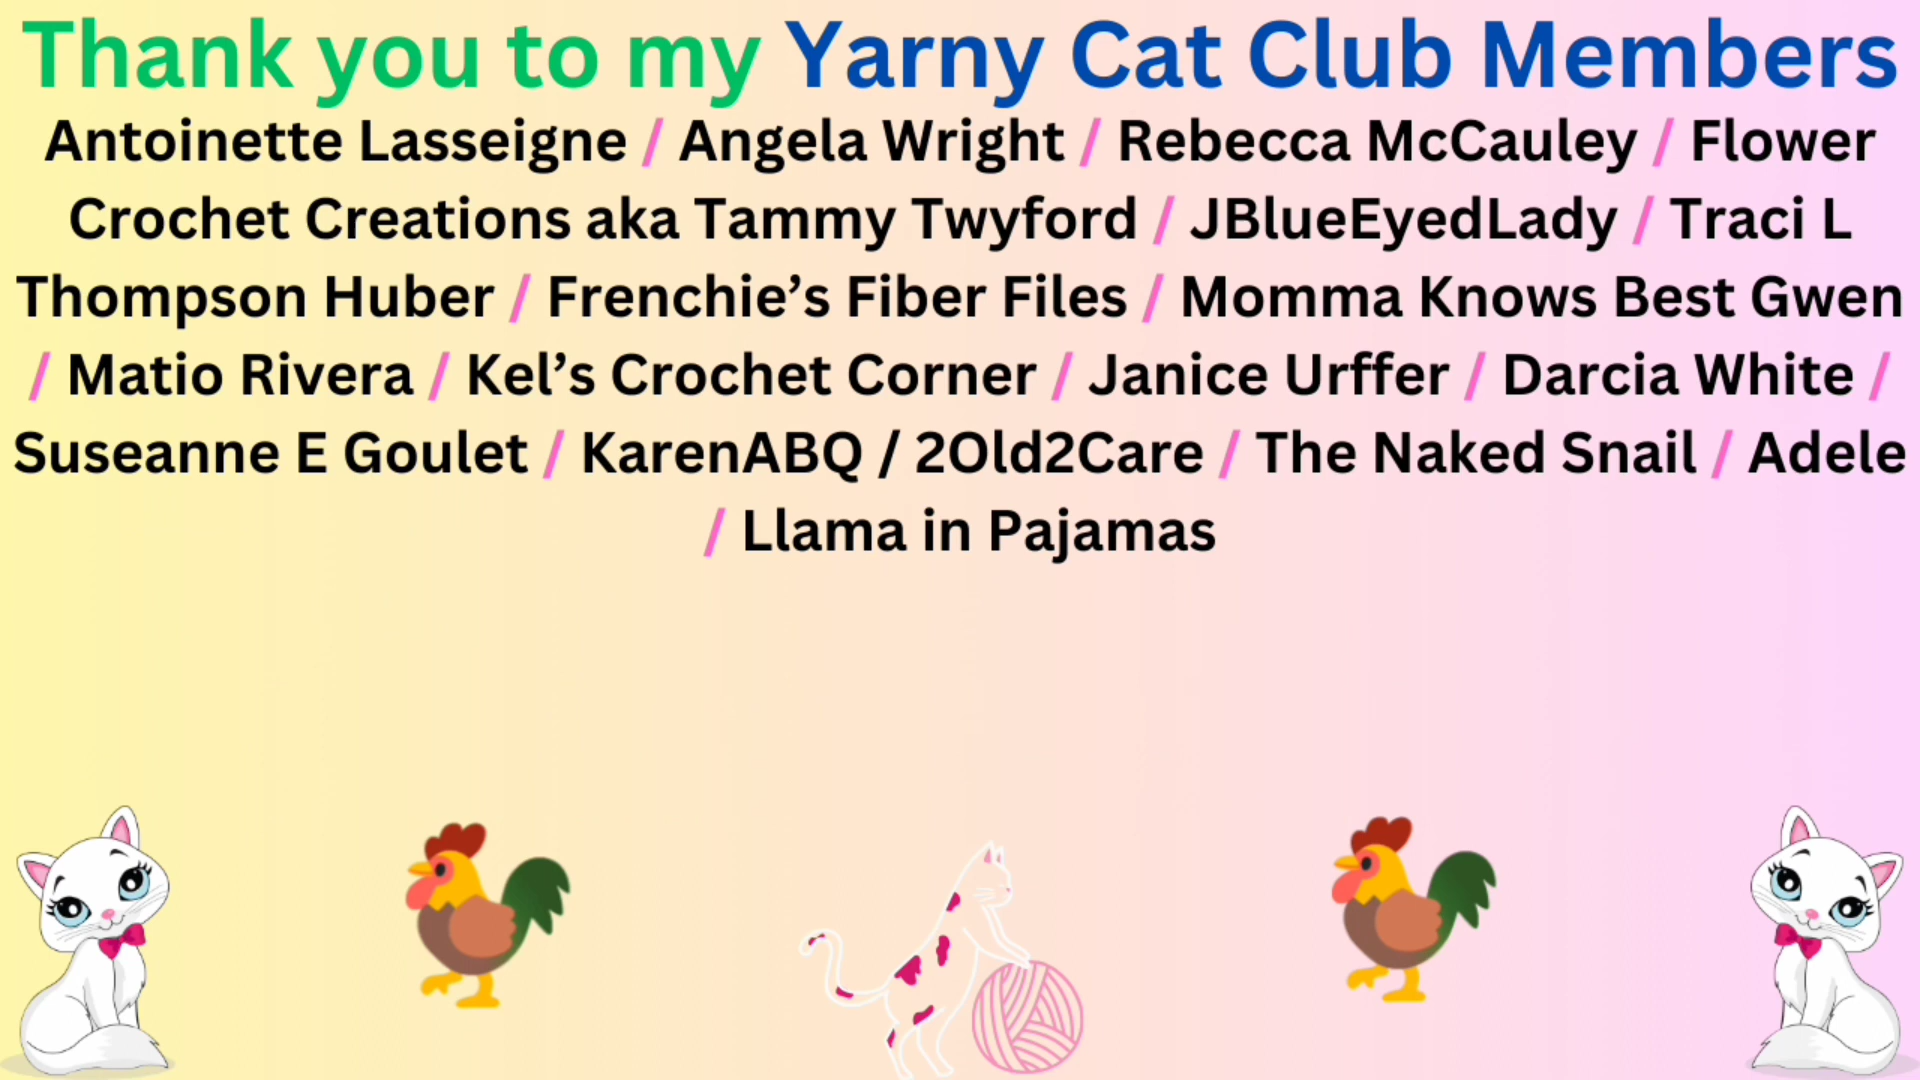 Thank you to my Yarny Cat Club Members
Antoinette Lasseigne / Angela Wright / Rebecca McCauley / Flower
Crochet Creations aka Tammy Twyford / JBlueEyedLady / Traci L
Thompson Huber / Frenchie’s Fiber Files / Momma Knows Best Gwen
/ Matio Rivera / Kel’s Crochet Corner / Janice Urffer / Darcia White /
Suseanne E Goulet / KarenABQ / 2Old2Care / The Naked Snail / Adele
/ Llama in Pajamas